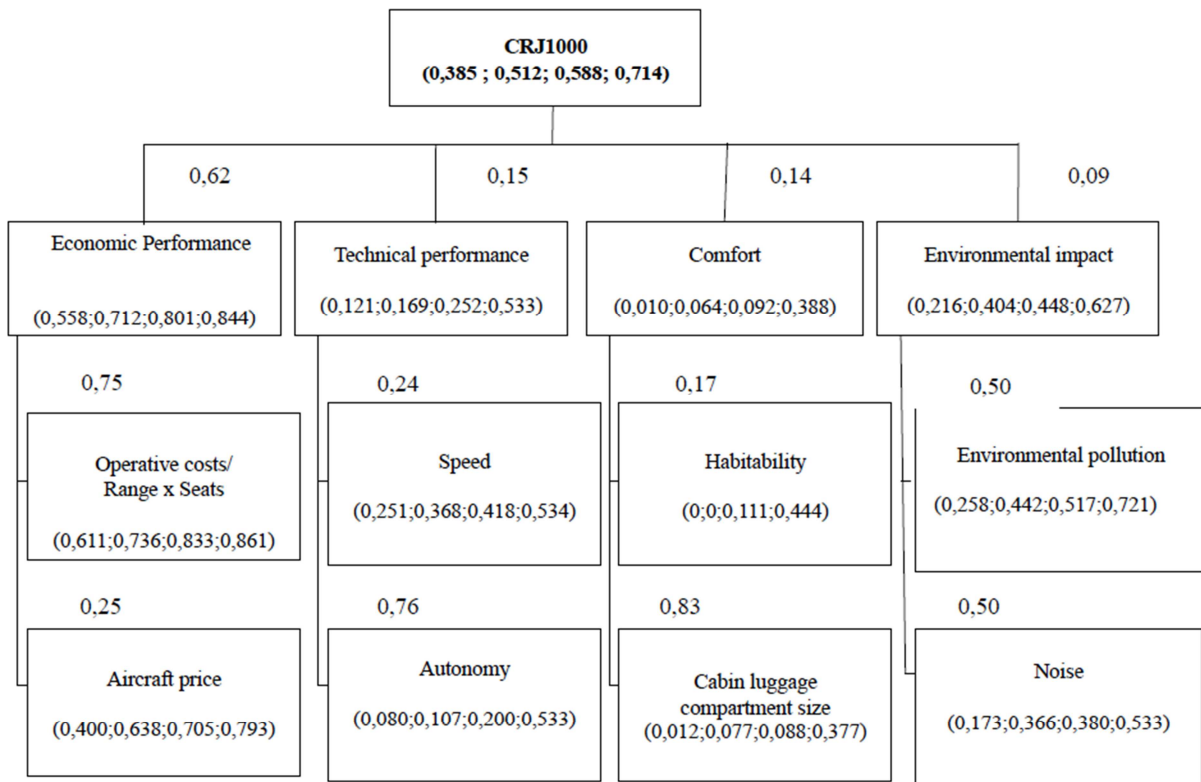 CRJ1000
(0,385 ; 0,512; 0,588; 0,714)
0,62
0,15
0,14
0,09
Economic Performance
(0,558;0,712;0,801;0,844)
Technical performance
(0,121;0,169;0,252;0,533)
Comfort
(0,010;0,064;0,092;0,388)
Environmental impact
(0,216;0,404;0,448;0,627)
0,75
0,24
0,17
0,50
Operative costs/
Range x Seats
(0,611;0,736;0,833;0,861)
Speed
(0,251;0,368;0,418;0,534)
Habitability
(0;0;0,111;0,444)
Environmental pollution
(0,258;0,442;0,517;0,721)
0,25
0,76
0,83
0,50
Aircraft price
(0,400;0,638;0,705;0,793)
Autonomy
(0,080;0,107;0,200;0,533)
Cabin luggage
compartment size
(0,012;0,077;0,088;0,377)
Noise
(0,173;0,366;0,380;0,533)